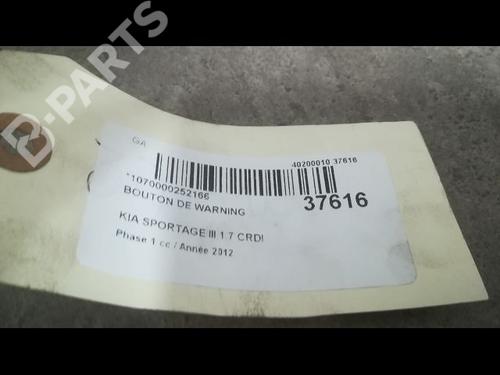 B-PARTS
GA
40200010 37616
*1070000252166
37616
BOUTON DE WARNING
KIA SPORTAGE III 1.7 CRDI
Phase 1 cc / Année 2012